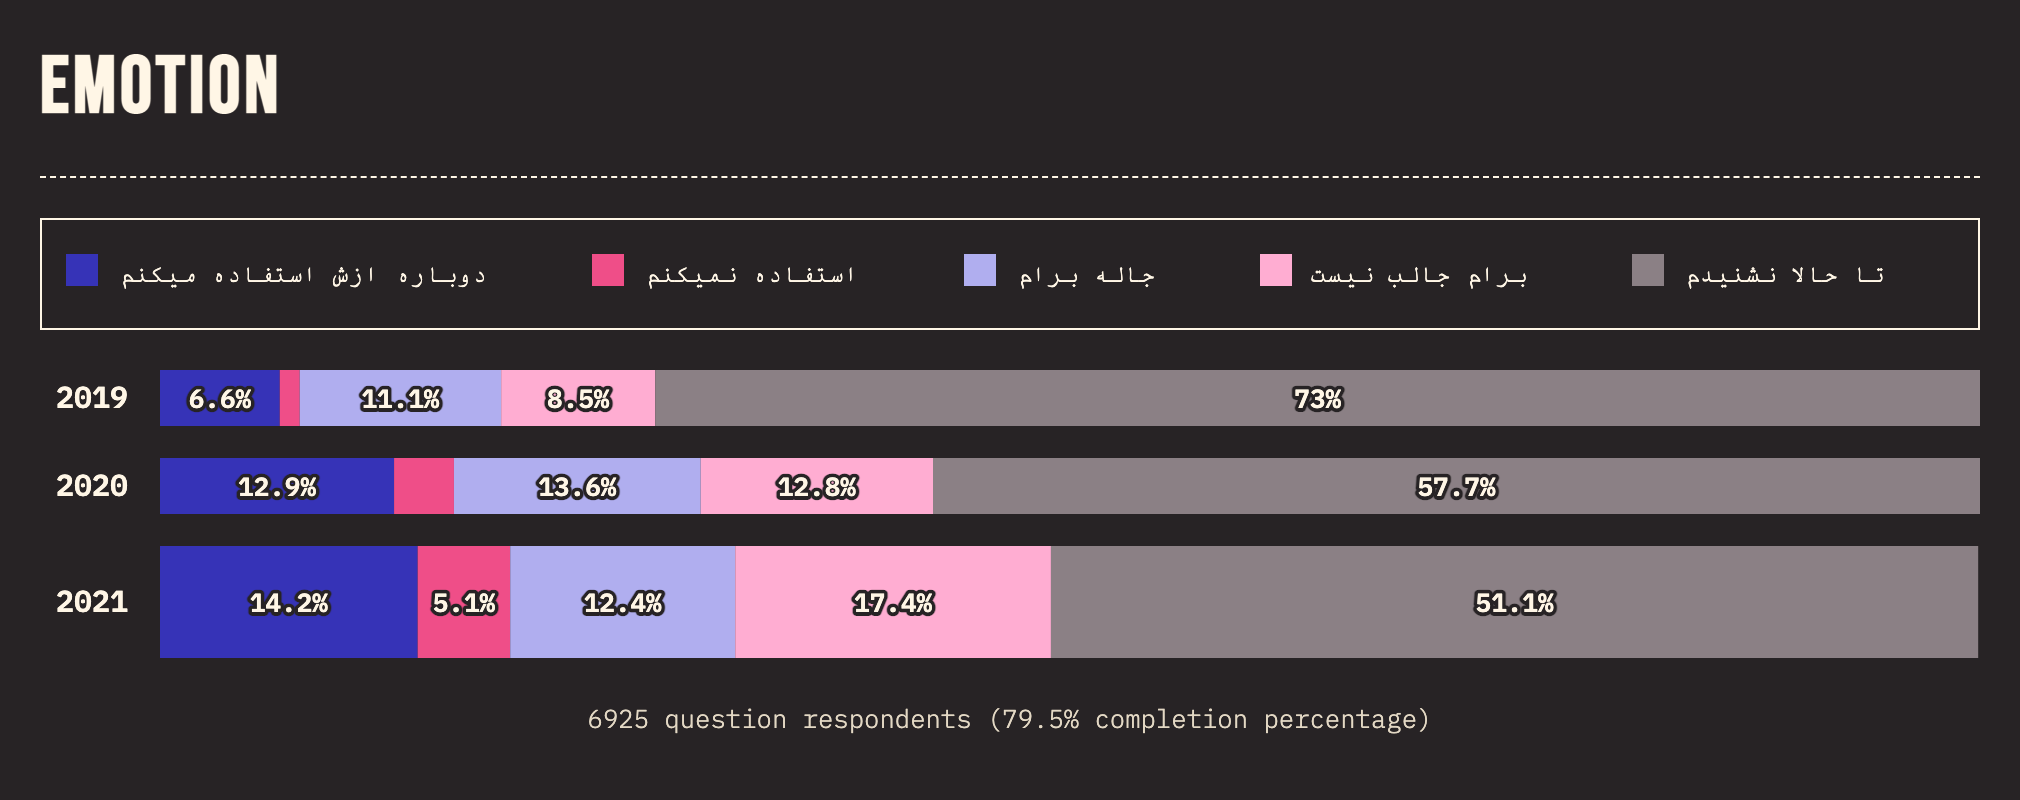 EMOTION
دوباره ازش استفاده میکنم استفاده نمیکنم جاله برام برام جالب نیست تا حالا نشنیدم
2019 6.6% 11.1% 8.5% 73%
2020 12.9% 13.6% 12.8% 57.7%
2021 14.2% 5.1% 12.4% 17.4% 51.1%
6925 question respondents (79.5% completion percentage)